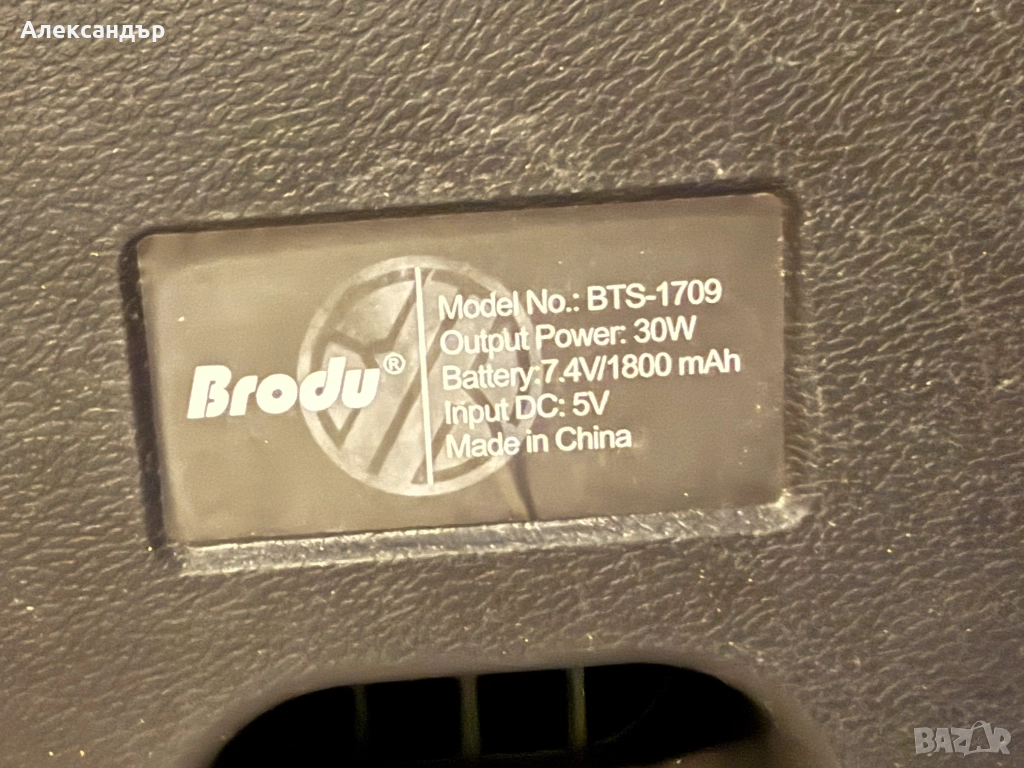 Александър
Brodu®
Model No.: BTS-1709
Output Power: 30W
Battery:7.4V/1800 mAh
Input DC: 5V
Made in China
BAZAR